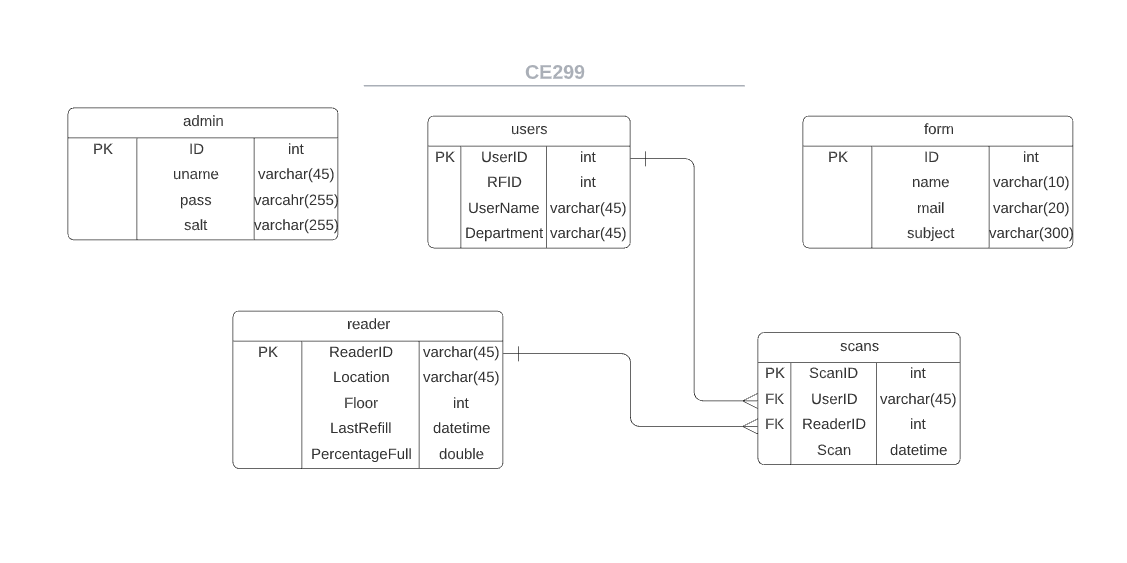 CE299
admin
PK ID int
uname varchar(45)
pass varcahr(255)
salt varchar(255)
users
PK UserID int
RFID int
UserName varchar(45)
Department varchar(45)
form
PK ID int
name varchar(10)
mail varchar(20)
subject varchar(300)
reader
PK ReaderID varchar(45)
Location varchar(45)
Floor int
LastRefill datetime
PercentageFull double
scans
PK ScanID int
FK UserID varchar(45)
FK ReaderID int
Scan datetime